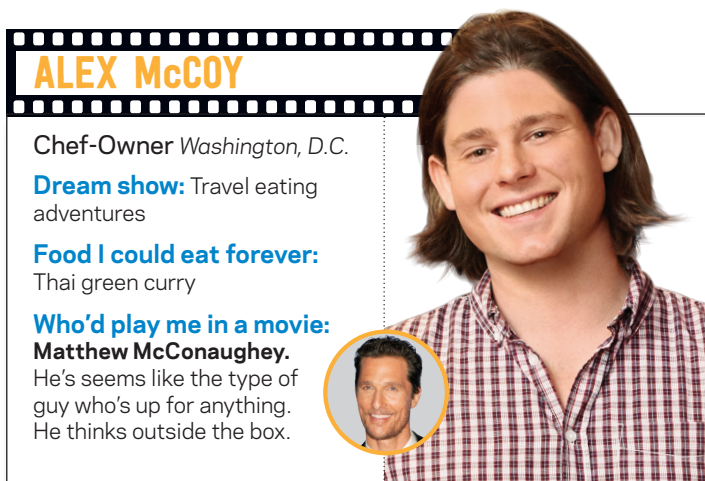 ALEX McCOY
Chef-Owner Washington, D.C.
Dream show: Travel eating
adventures
Food I could eat forever:
Thai green curry
Who'd play me in a movie:
Matthew McConaughey.
He's seems like the type of
guy who's up for anything.
He thinks outside the box.